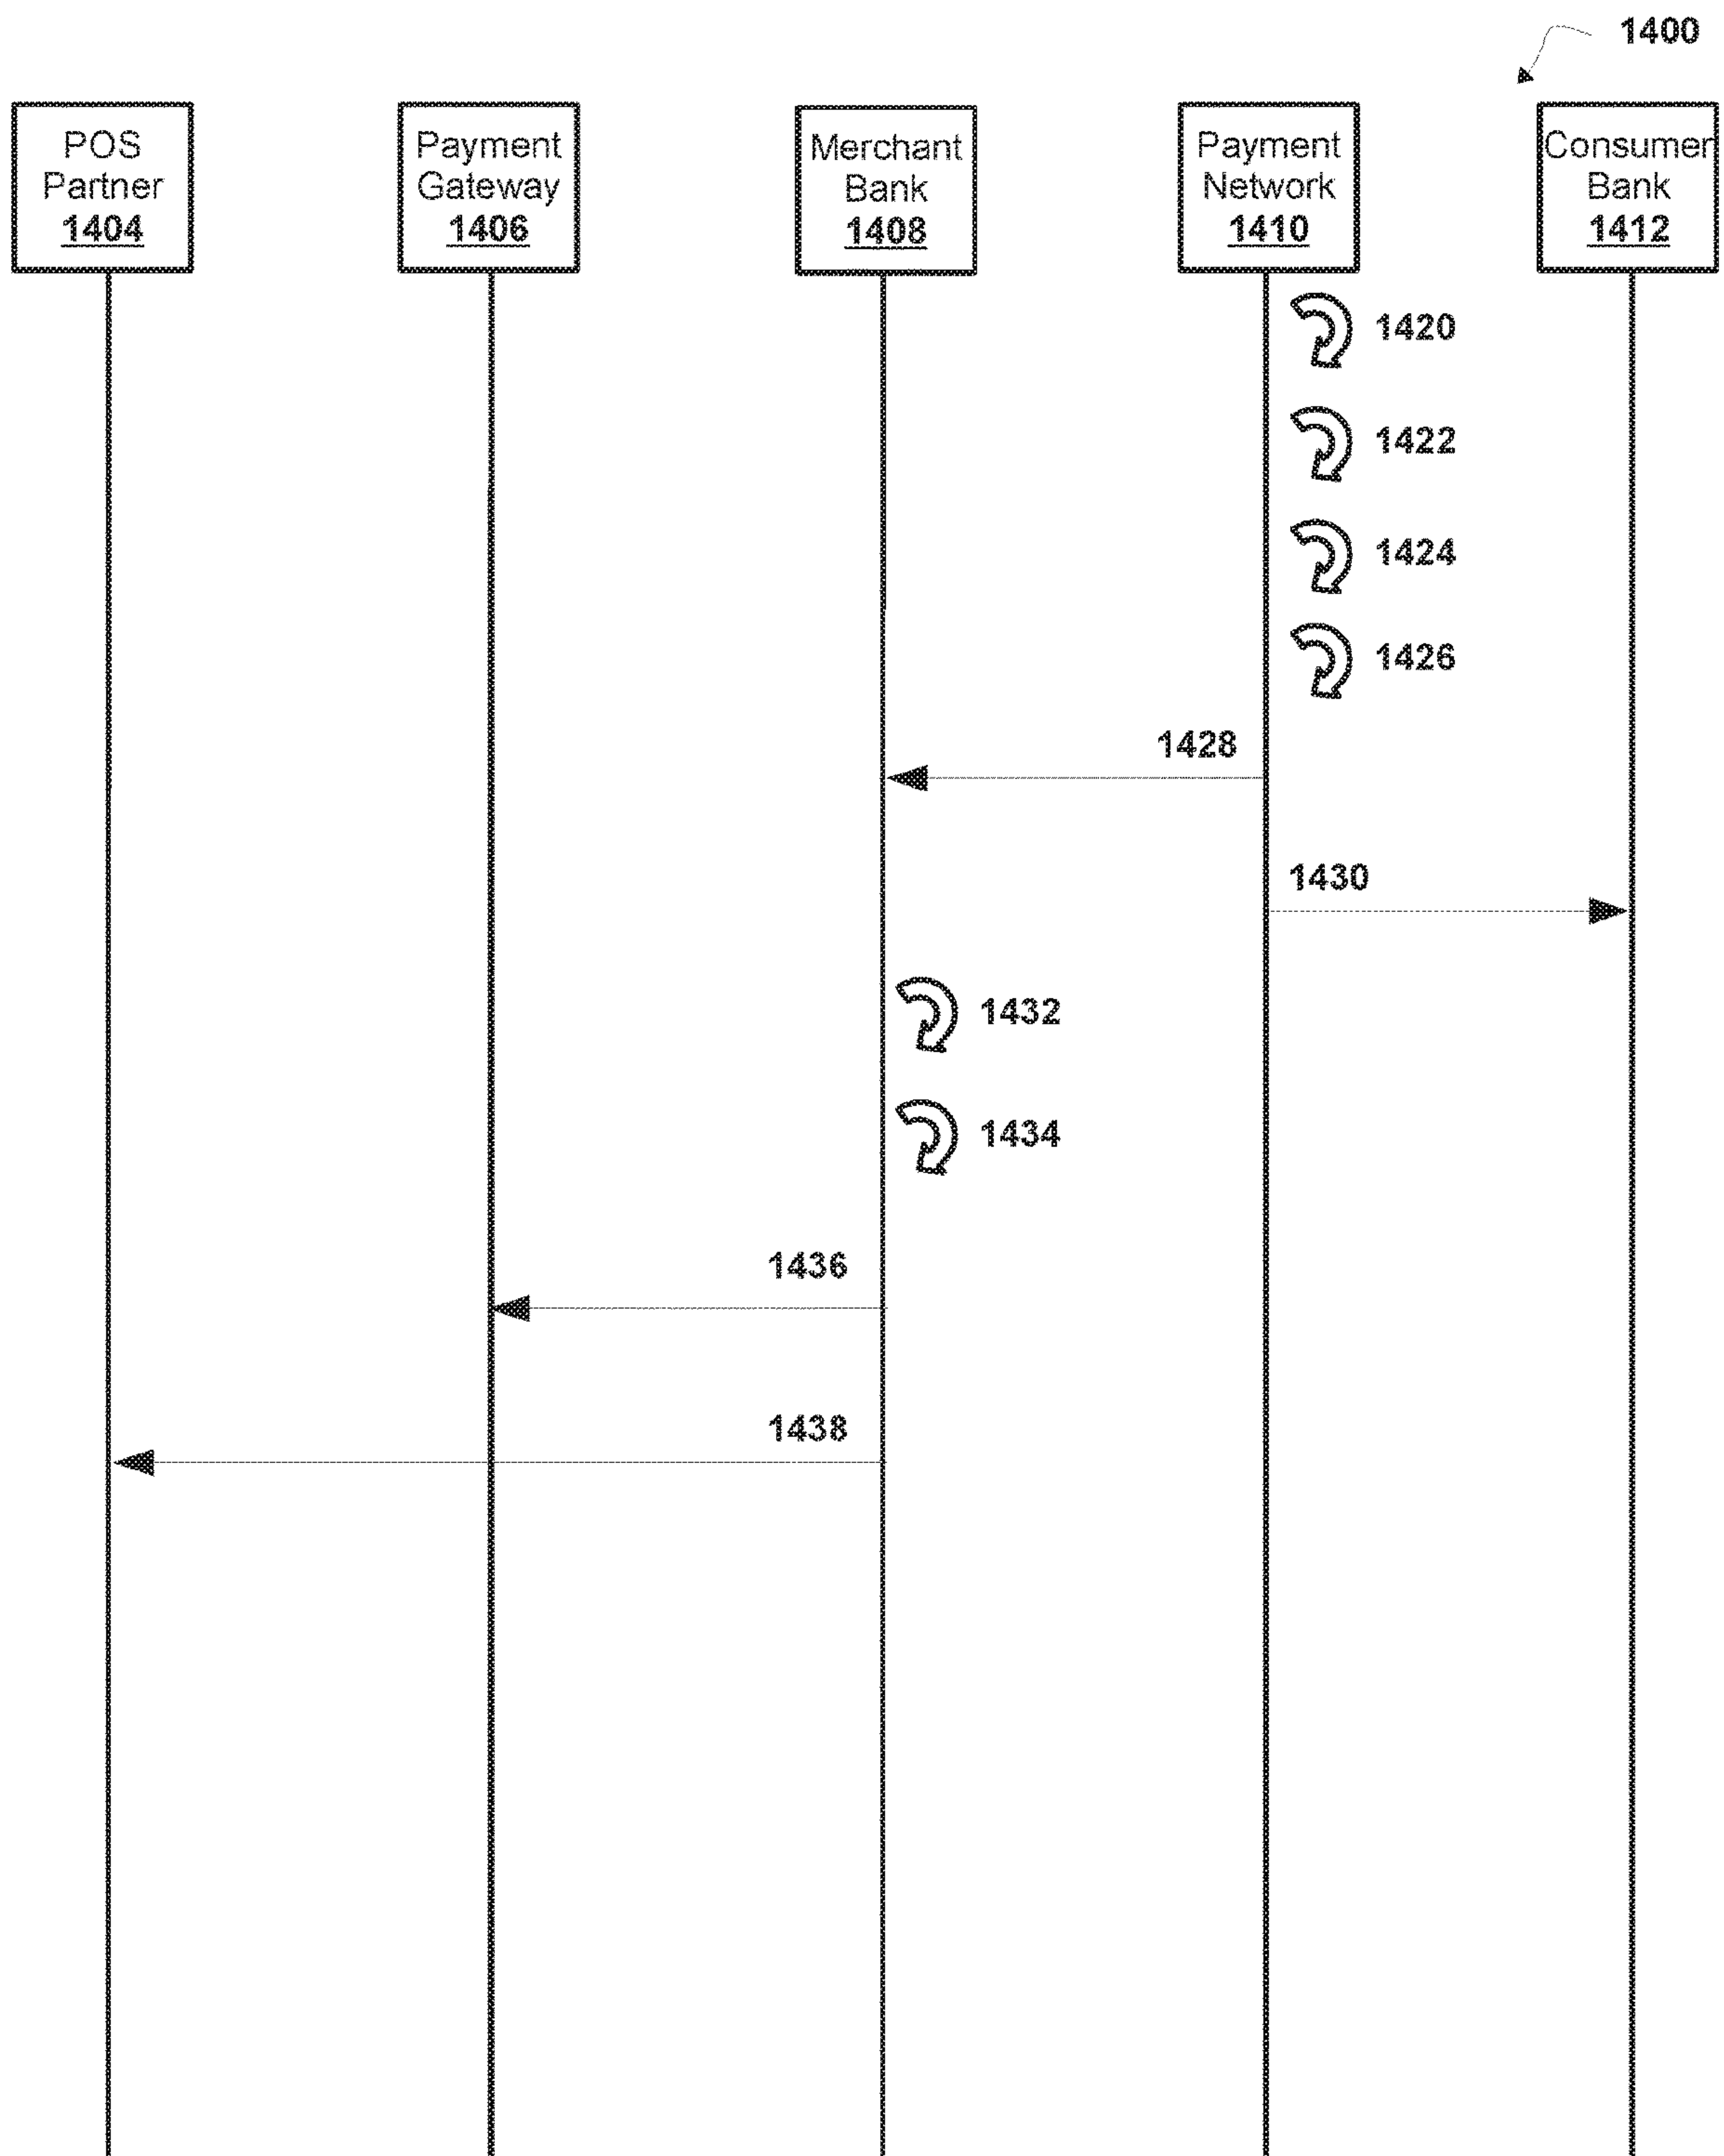 1400
POS
Partner
1404
Payment
Gateway
1406
Merchant
Bank
1408
Payment
Network
1410
Consumer
Bank
1412
1420
1422
1424
1426
1428
1430
1432
1434
1436
1438